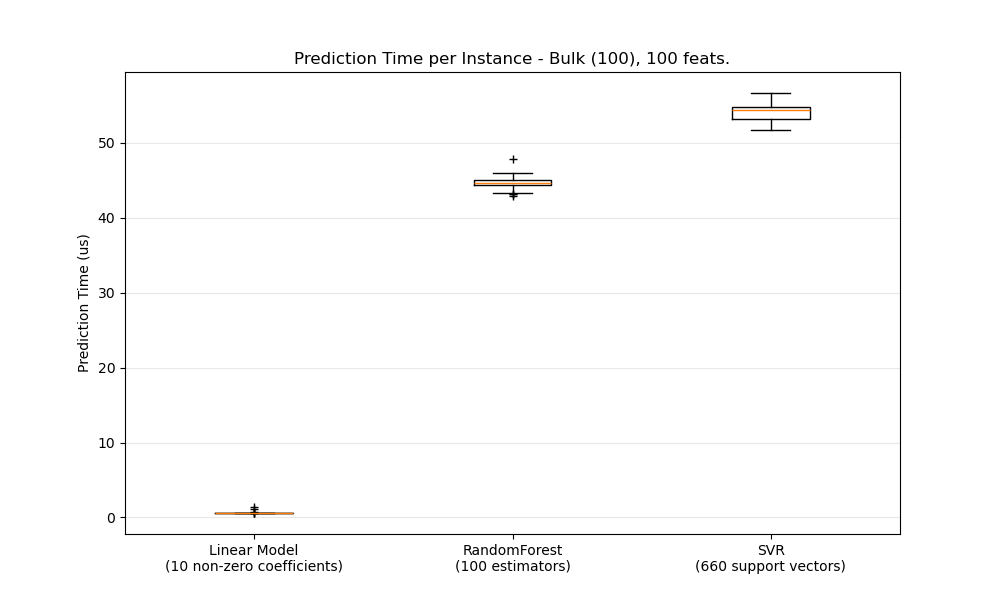 Prediction Time per Instance - Bulk (100), 100 feats.
Prediction Time (us)
50
40
30
20
10
0
Linear Model
(10 non-zero coefficients)
RandomForest
(100 estimators)
SVR
(660 support vectors)